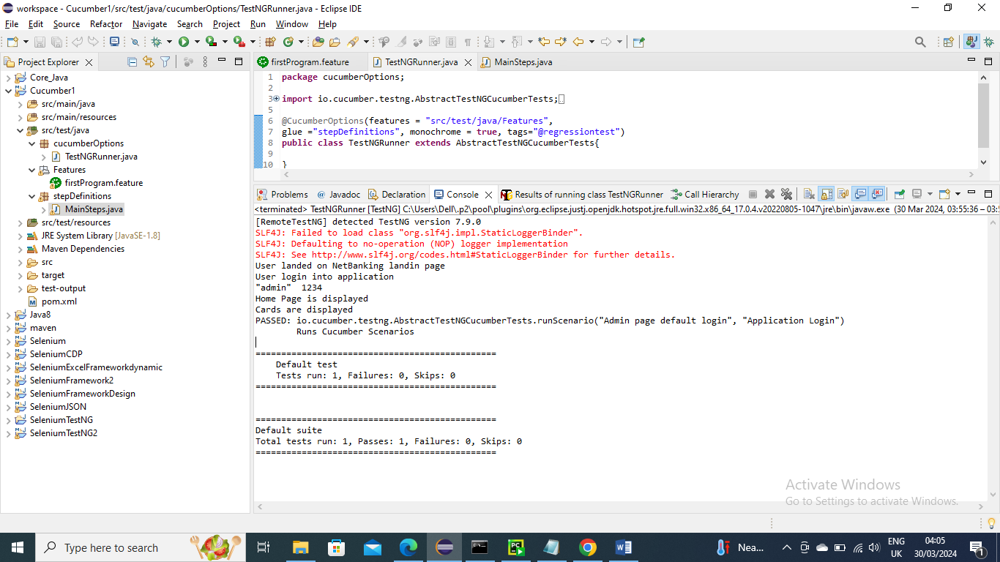 workspace - Cucumber1/src/test/java/cucumberOptions/TestNGRunner.java - Eclipse IDE
File Edit Source Refactor Navigate Search Project Run Window Help
Project Explorer
Core_Java
Cucumber1
src/main/java
src/main/resources
src/test/java
cucumberOptions
TestNGRunner.java
Features
firstProgram.feature
stepDefinitions
MainSteps.java
src/test/resources
JRE System Library [JavaSE-1.8]
Maven Dependencies
src
target
test-output
pom.xml
Java8
maven
Selenium
SeleniumCDP
SeleniumExcelFrameworkdynamic
SeleniumFramework2
SeleniumFrameworkDesign
SeleniumJSON
SeleniumTestNG
SeleniumTestNG2
firstProgram.feature TestNGRunner.java MainSteps.java
1 package cucumberOptions;
2
3 import io.cucumber.testng.AbstractTestNGCucumberTests;
5
6 @CucumberOptions(features = "src/test/java/Features",
7 glue ="stepDefinitions", monochrome = true, tags="@regressiontest")
8 public class TestNGRunner extends AbstractTestNGCucumberTests{
9
10 }
Problems Javadoc Declaration Console Results of running class TestNGRunner Call Hierarchy
<terminated> TestNGRunner [TestNG] C:\Users\Dell\.p2\pool\plugins\org.eclipse.justj.openjdk.hotspot.jre.full.win32.x86_64_17.0.4.v20220805-1047\jre\bin\javaw.exe (30 Mar 2024, 03:55:36 – 03:5
[RemoteTestNG] detected TestNG version 7.9.0
SLF4J: Failed to load class "org.slf4j.impl.StaticLoggerBinder".
SLF4J: Defaulting to no-operation (NOP) logger implementation
SLF4J: See http://www.slf4j.org/codes.html#StaticLoggerBinder for further details.
User landed on NetBanking landin page
User login into application
"admin" 1234
Home Page is displayed
Cards are displayed
PASSED: io.cucumber.testng.AbstractTestNGCucumberTests.runScenario("Admin page default login", "Application Login")
Runs Cucumber Scenarios
===============================================
Default test
Tests run: 1, Failures: 0, Skips: 0
===============================================
===============================================
Default suite
Total tests run: 1, Passes: 1, Failures: 0, Skips: 0
===============================================
Activate Windows
Go to Settings to activate Windows.
Type here to search
Nea...
ENG
UK
04:05
30/03/2024
1